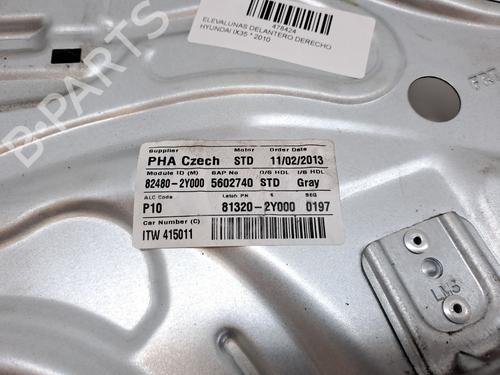 478424
ELEVALUNAS DELANTERO DERECHO
HYUNDAI IX35 * 2010
B-PARTS
Supplier Motor Order Date
PHA Czech STD 11/02/2013
Module ID (M) SAP No O/S HDL I/S HDL
82480-2Y000 5602740 STD Gray
ALC Code Latch PN SEQ
P10 81320-2Y000 0197
Car Number (C)
ITW 415011
LM3